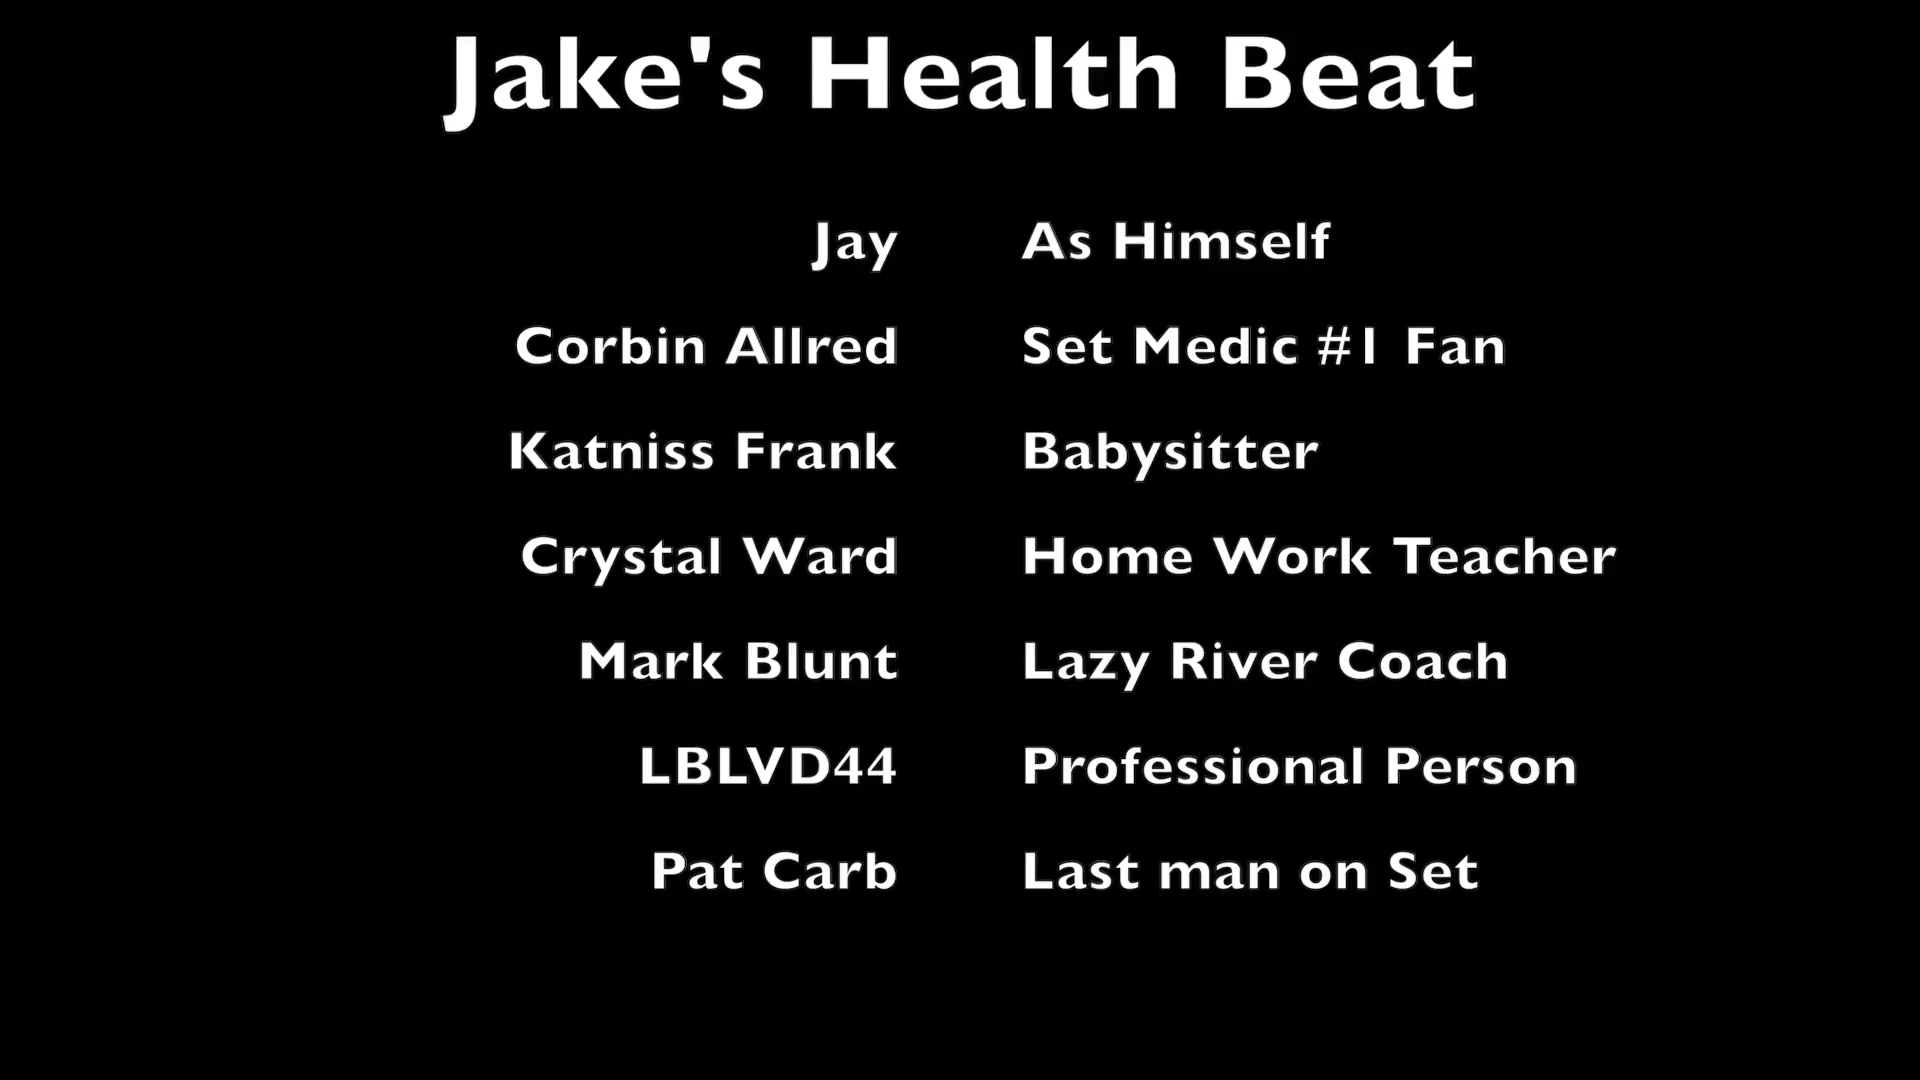 Jake's Health Beat
Jay As Himself
Corbin Allred Set Medic #1 Fan
Katniss Frank Babysitter
Crystal Ward Home Work Teacher
Mark Blunt Lazy River Coach
LBLVD44 Professional Person
Pat Carb Last man on Set